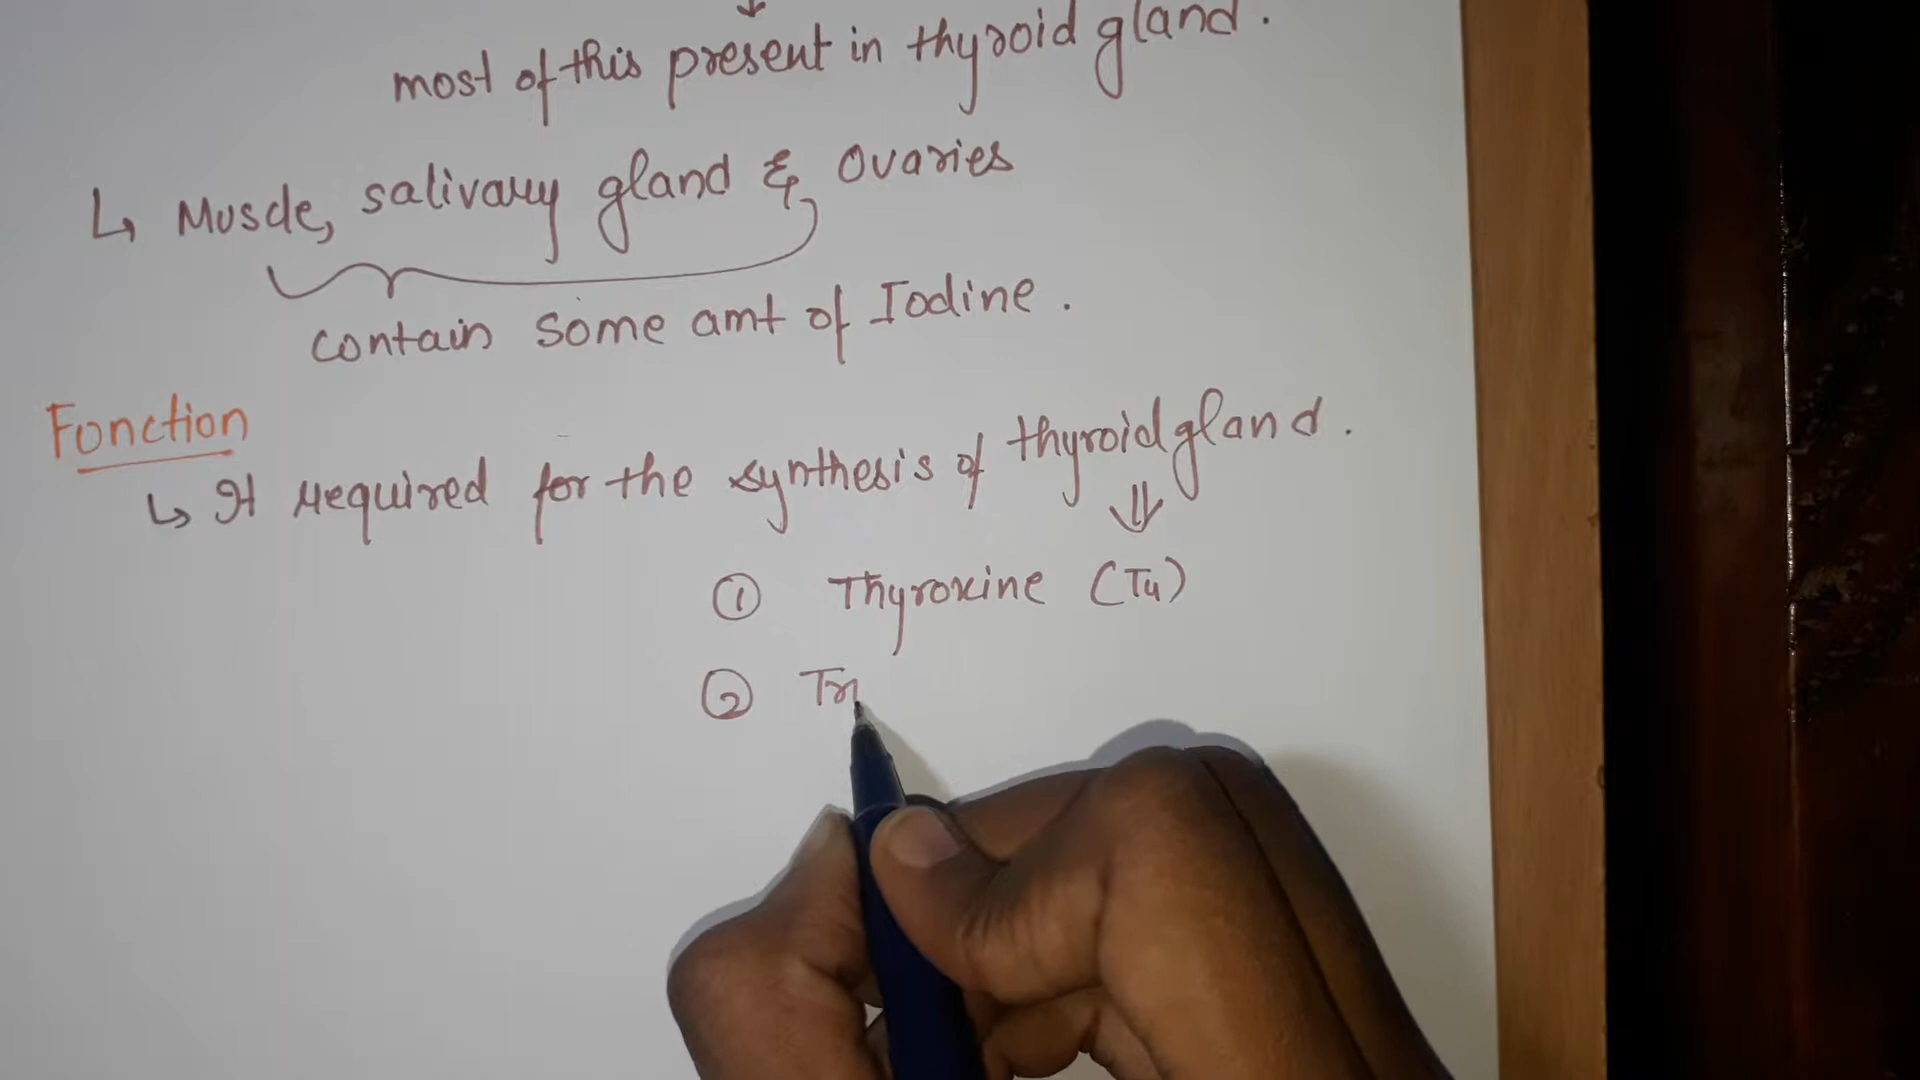 most of this present in thyroid gland.
↳ Muscle, salivary gland & Ovaries
contain some amt of Iodine.
Fonction
↳ It required for the synthesis of thyroid gland.
⇓
① Thyroxine (T4)
② Tri